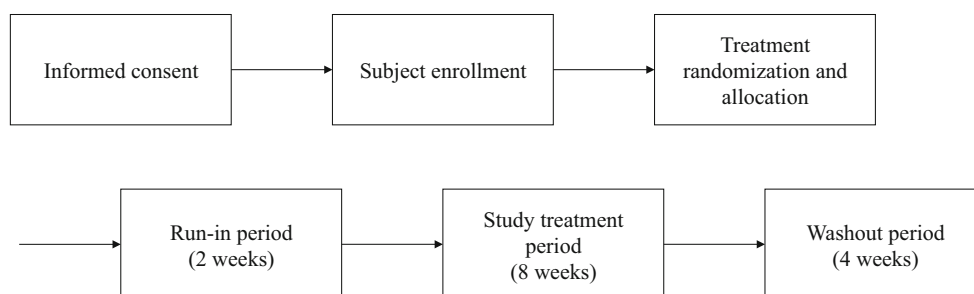 Informed consent
Subject enrollment
Treatment
randomization and
allocation
Run-in period
(2 weeks)
Study treatment
period
(8 weeks)
Washout period
(4 weeks)